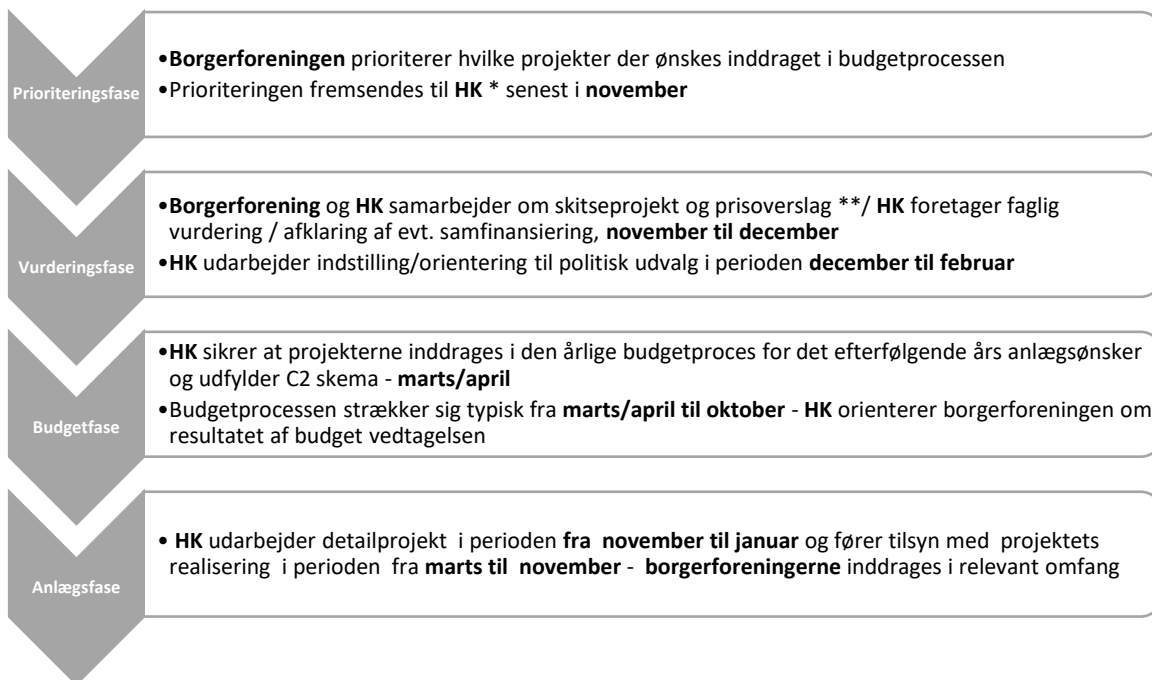 Prioriteringsfase
•Borgerforeningen prioriterer hvilke projekter der ønskes inddraget i budgetprocessen
•Prioriteringen fremsendes til HK * senest i november
Vurderingsfase
•Borgerforening og HK samarbejder om skitseprojekt og prisoverslag **/ HK foretager faglig
vurdering / afklaring af evt. samfinansiering, november til december
•HK udarbejder indstilling/orientering til politisk udvalg i perioden december til februar
Budgetfase
•HK sikrer at projekterne inddrages i den årlige budgetproces for det efterfølgende års anlægsønsker
og udfylder C2 skema - marts/april
•Budgetprocessen strækker sig typisk fra marts/april til oktober - HK orienterer borgerforeningen om
resultatet af budget vedtagelsen
Anlægsfase
• HK udarbejder detailprojekt i perioden fra november til januar og fører tilsyn med projektets
realisering i perioden fra marts til november - borgerforeningerne inddrages i relevant omfang